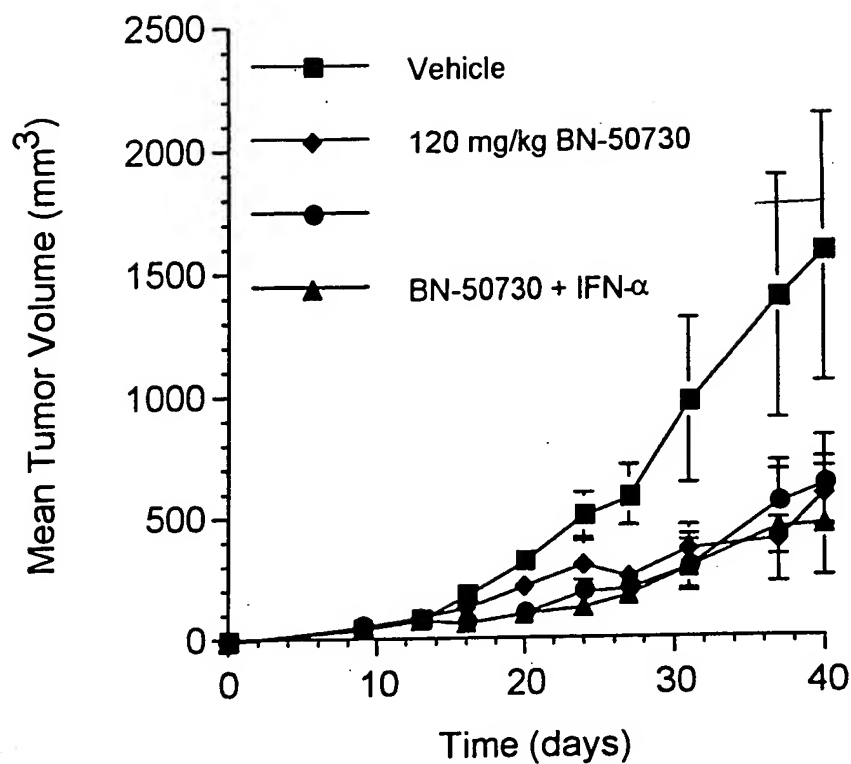 2500
2000
1500
1000
500
0
Mean Tumor Volume (mm3)
Vehicle
120 mg/kg BN-50730
BN-50730 + IFN-α
0 10 20 30 40
Time (days)